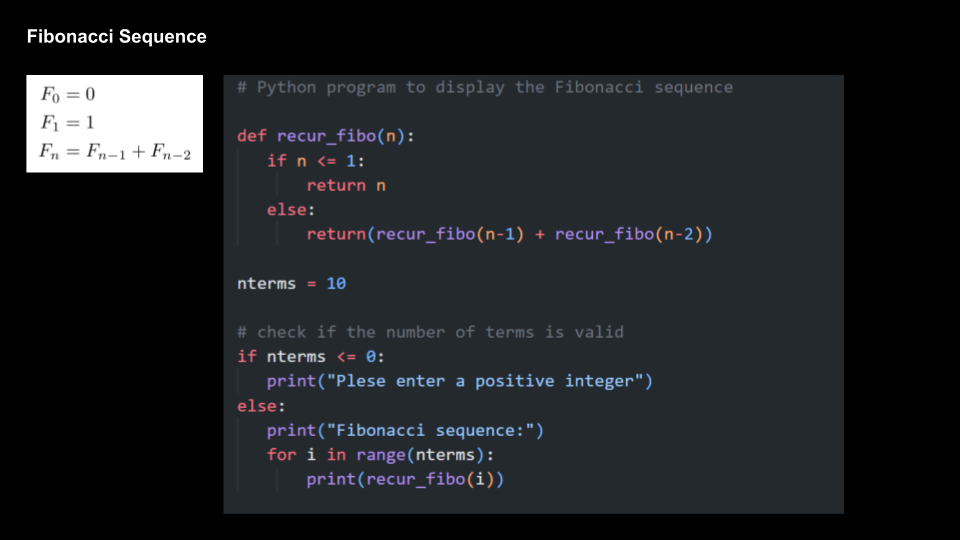 Fibonacci Sequence
F₀ = 0
F₁ = 1
Fₙ = Fₙ₋₁ + Fₙ₋₂
# Python program to display the Fibonacci sequence
def recur_fibo(n):
if n <= 1:
return n
else:
return(recur_fibo(n-1) + recur_fibo(n-2))
nterms = 10
# check if the number of terms is valid
if nterms <= 0:
print("Plese enter a positive integer")
else:
print("Fibonacci sequence:")
for i in range(nterms):
print(recur_fibo(i))